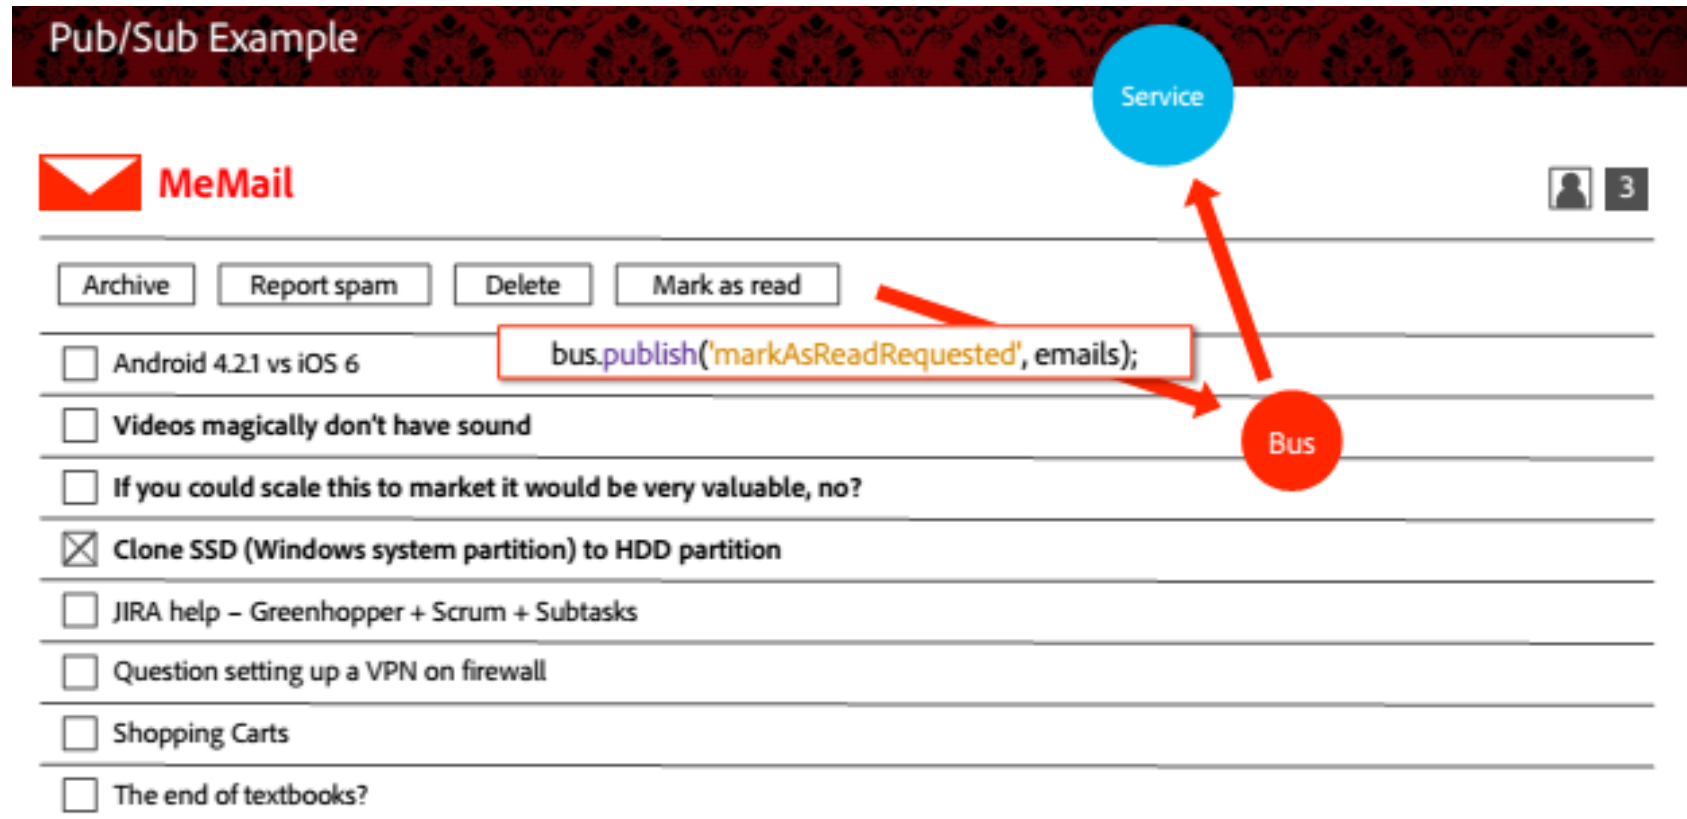 Pub/Sub Example
Service
MeMail
3
Archive
Report spam
Delete
Mark as read
bus.publish('markAsReadRequested', emails);
Android 4.2.1 vs iOS 6
Videos magically don't have sound
Bus
If you could scale this to market it would be very valuable, no?
Clone SSD (Windows system partition) to HDD partition
JIRA help – Greenhopper + Scrum + Subtasks
Question setting up a VPN on firewall
Shopping Carts
The end of textbooks?